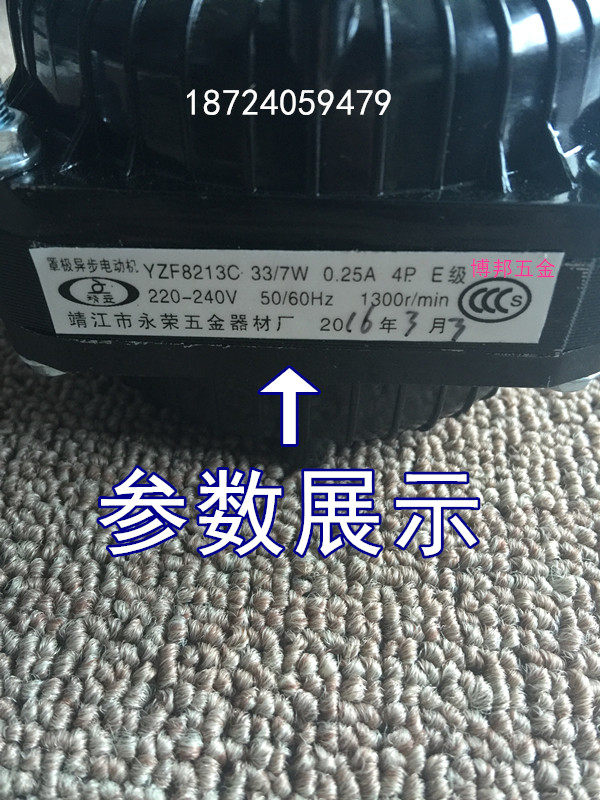 18724059479
罩极异步电动机 YZF8213C 33/7W 0.25A 4P E级 博邦五金
220-240V 50/60Hz 1300r/min CCC S
靖江市永荣五金器材厂 2016年3月3
参数展示